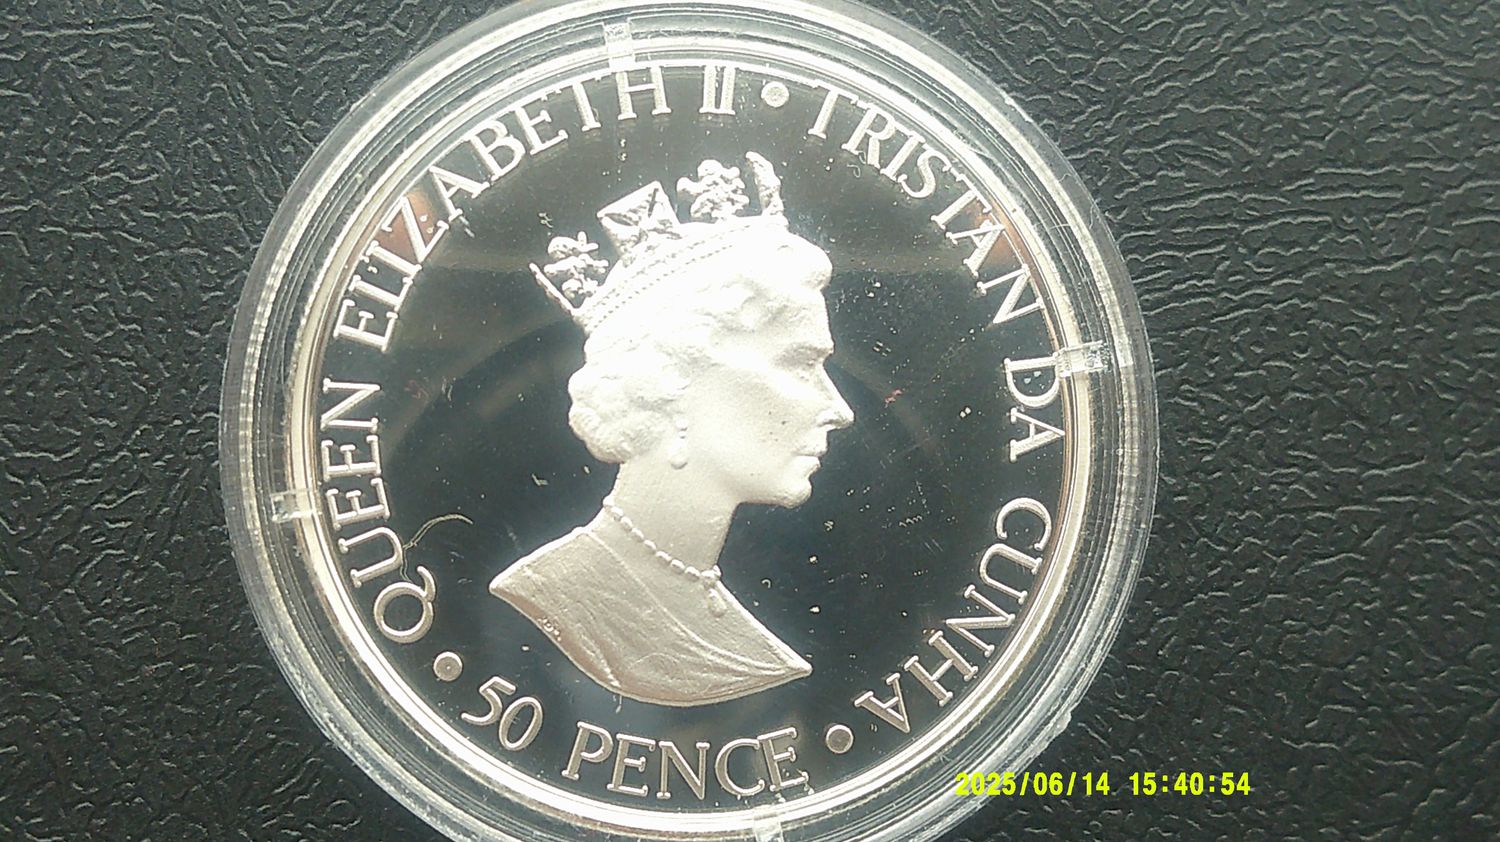 QUEEN ELIZABETH II • TRISTAN DA CUNHA • 50 PENCE •
2025/06/14 15:40:54